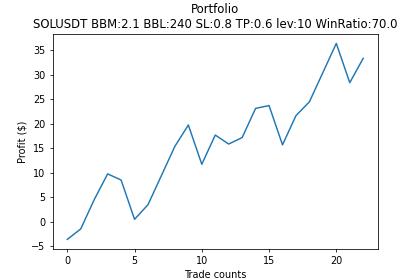 Portfolio
SOLUSDT BBM:2.1 BBL:240 SL:0.8 TP:0.6 lev:10 WinRatio:70.0
35
30
25
20
15
10
5
0
−5
Profit ($)
0 5 10 15 20
Trade counts